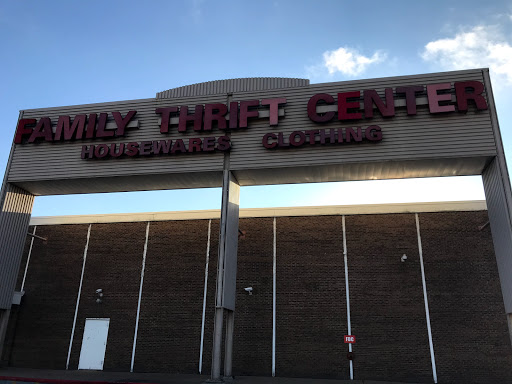 FAMILY THRIFT CENTER
HOUSEWARES CLOTHING